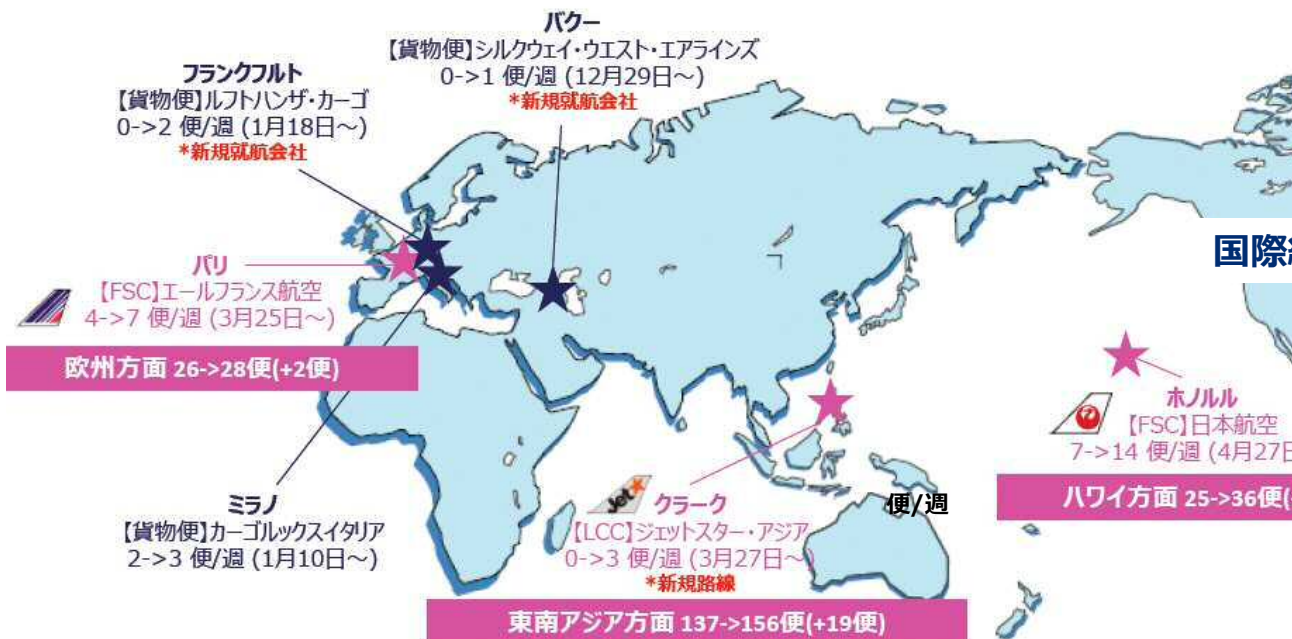 バクー
【貨物便】シルクウェイ・ウエスト・エアラインズ
0->1 便/週 (12月29日～)
*新規就航会社
フランクフルト
【貨物便】ルフトハンザ・カーゴ
0->2 便/週 (1月18日～)
*新規就航会社
国際
パリ
【FSC】エールフランス航空
4->7 便/週 (3月25日～)
欧州方面 26->28便(+2便)
ホノルル
【FSC】日本航空
7->14 便/週 (4月27日
ハワイ方面 25->36便(
ミラノ
【貨物便】カーゴルックスイタリア
2->3 便/週 (1月10日～)
Jet
クラーク
【LCC】ジェットスター・アジア
0->3 便/週 (3月27日～)
*新規路線
便/週
東南アジア方面 137->156便(+19便)